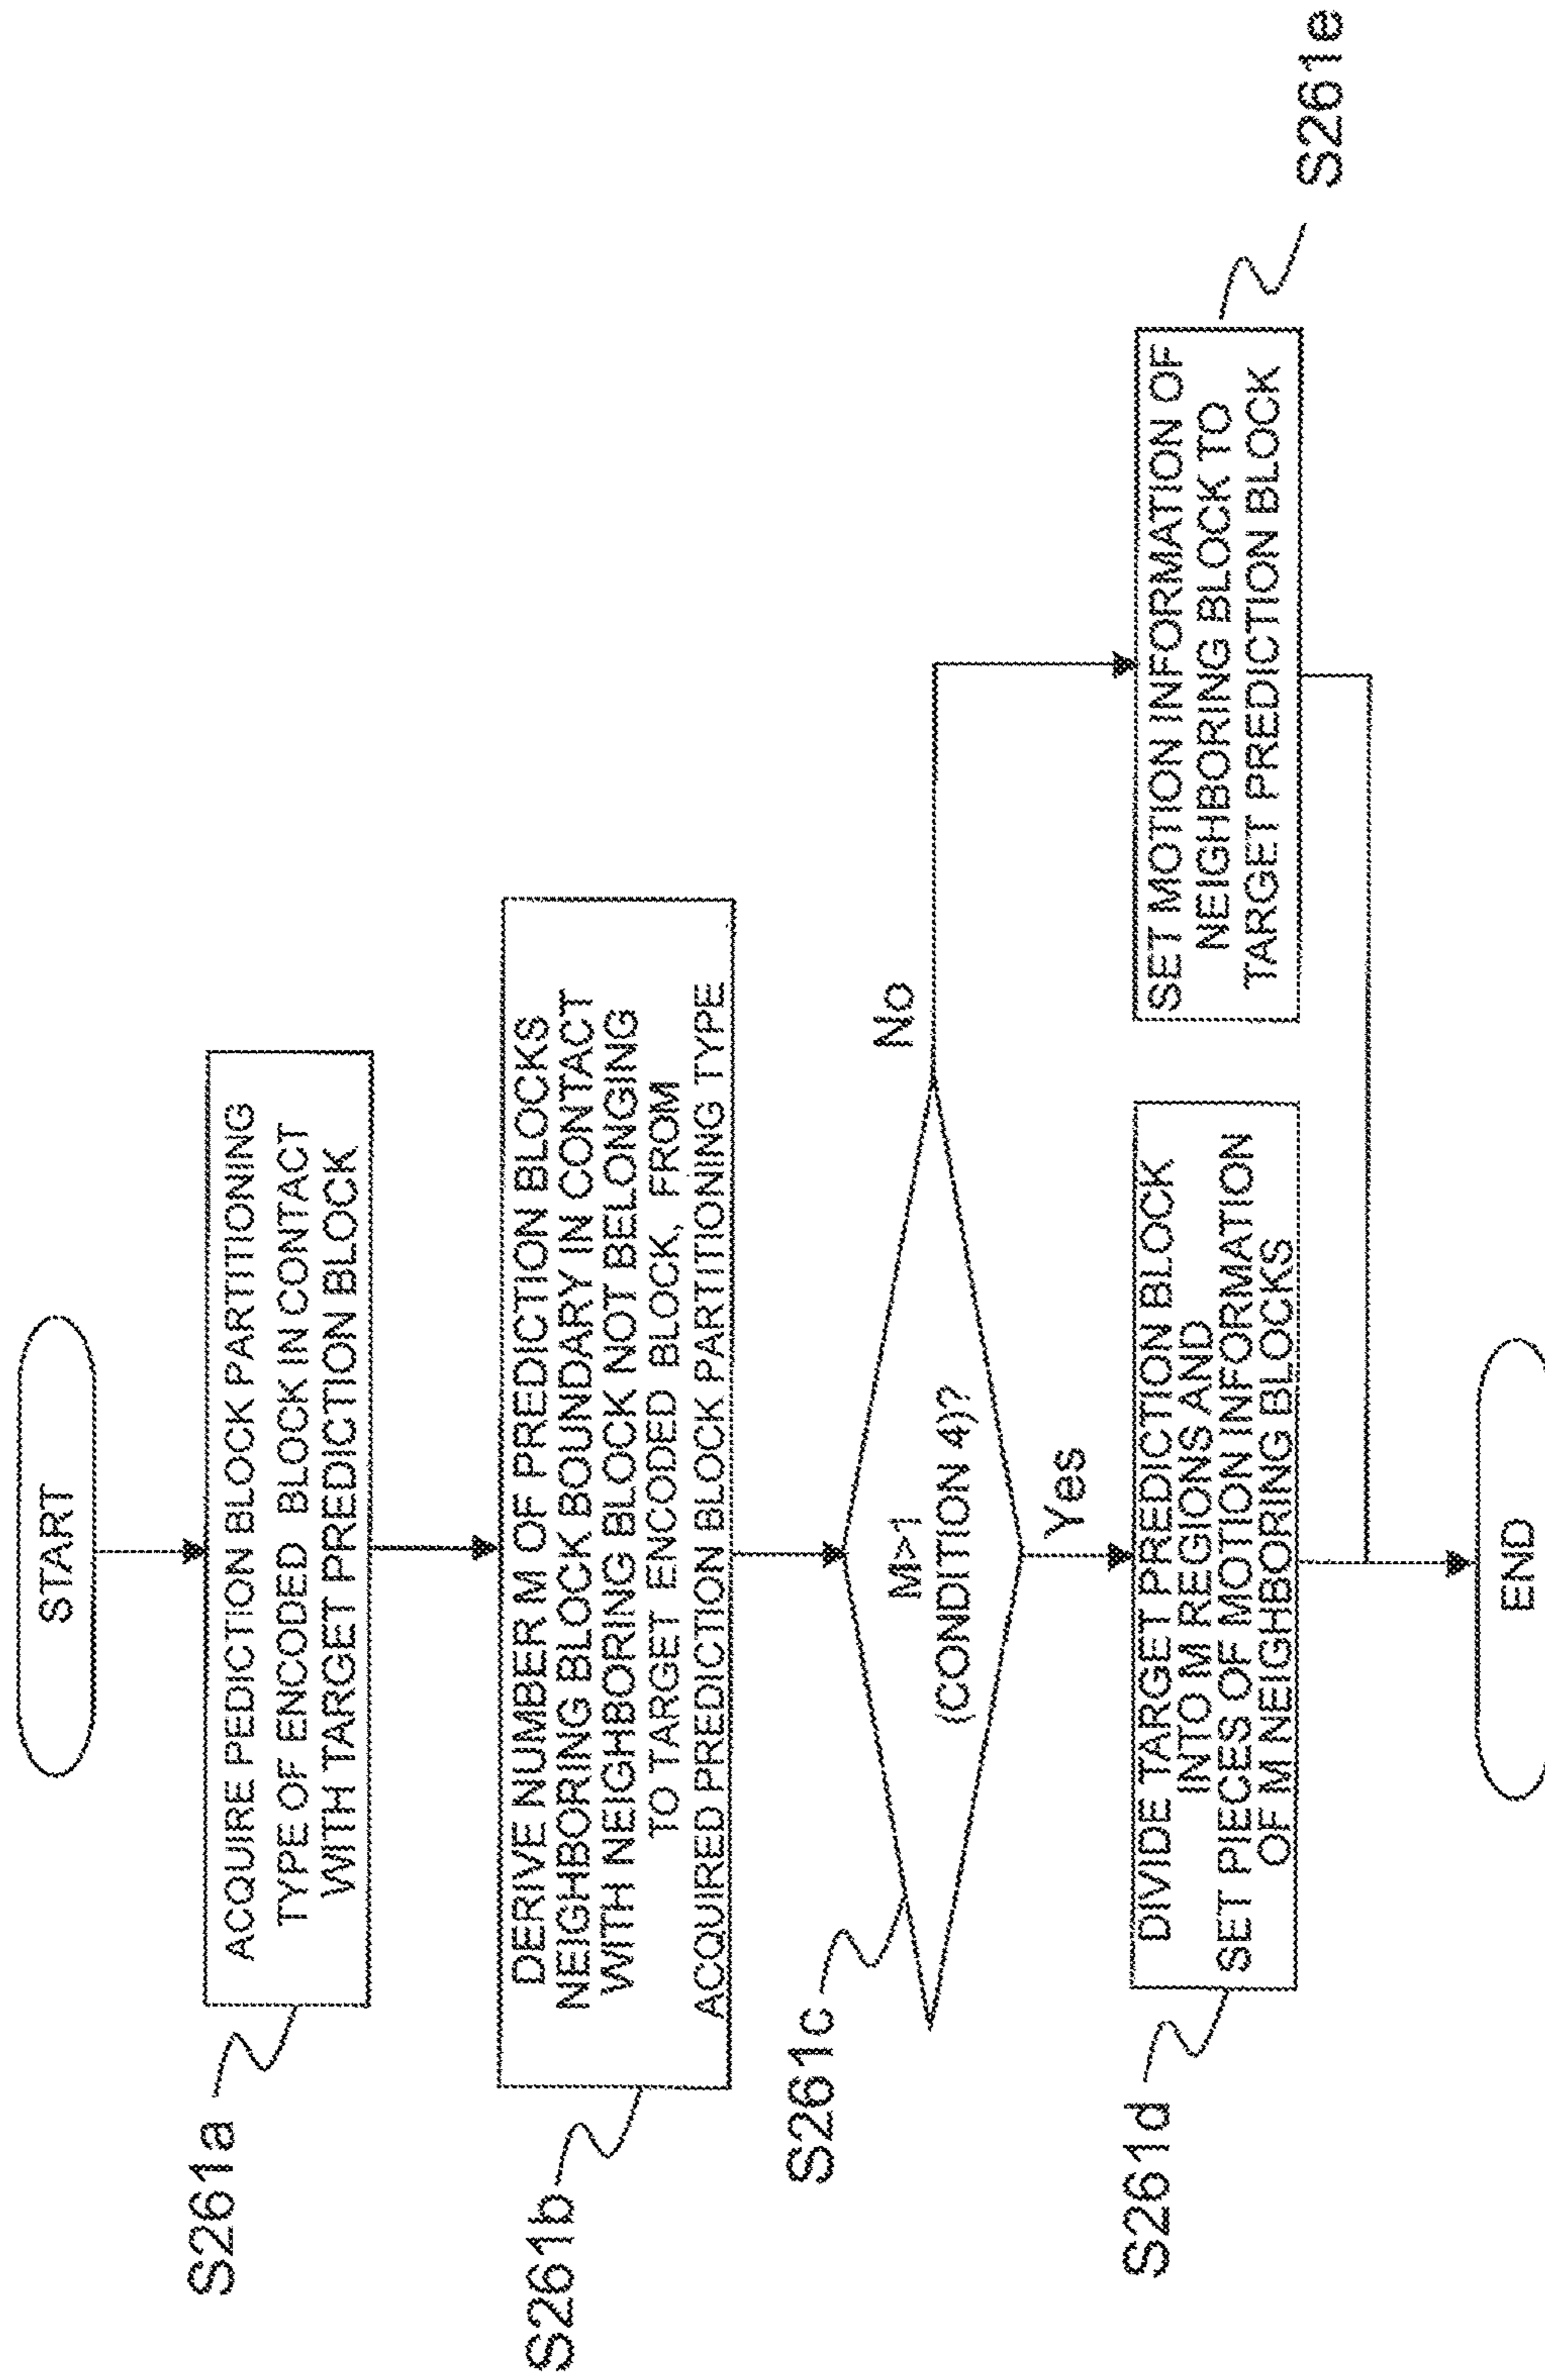 START
S261a
ACQUIRE PEDICTION BLOCK PARTITIONING
TYPE OF ENCODED BLOCK IN CONTACT
WITH TARGET PREDICTION BLOCK
S261b
DERIVE NUMBER M OF PREDICTION BLOCKS
NEIGHBORING BLOCK BOUNDARY IN CONTACT
WITH NEIGHBORING BLOCK NOT BELONGING
TO TARGET ENCODED BLOCK, FROM
ACQUIRED PREDICTION BLOCK PARTITIONING TYPE
S261c
M>1
(CONDITION 4)?
No
Yes
S261d
DIVIDE TARGET PREDICTION BLOCK
INTO M REGIONS AND
SET PIECES OF MOTION INFORMATION
OF M NEIGHBORING BLOCKS
SET MOTION INFORMATION OF
NEIGHBORING BLOCK TO
TARGET PREDICTION BLOCK
S261e
END